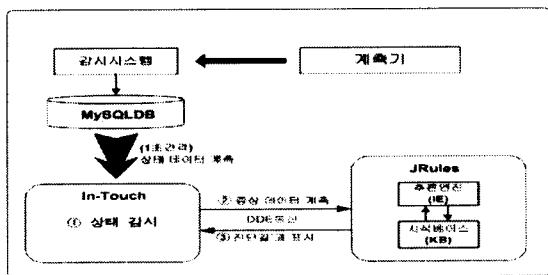 감시시스템
계측기
MySQLDB
(1초간격)
상태 데이터 계측
In-Touch
① 상태 감시
② 증상 데이터 계측
DDE통신
③ 진단결과 표시
JRules
추론엔진
(IE)
지식베이스
(KB)